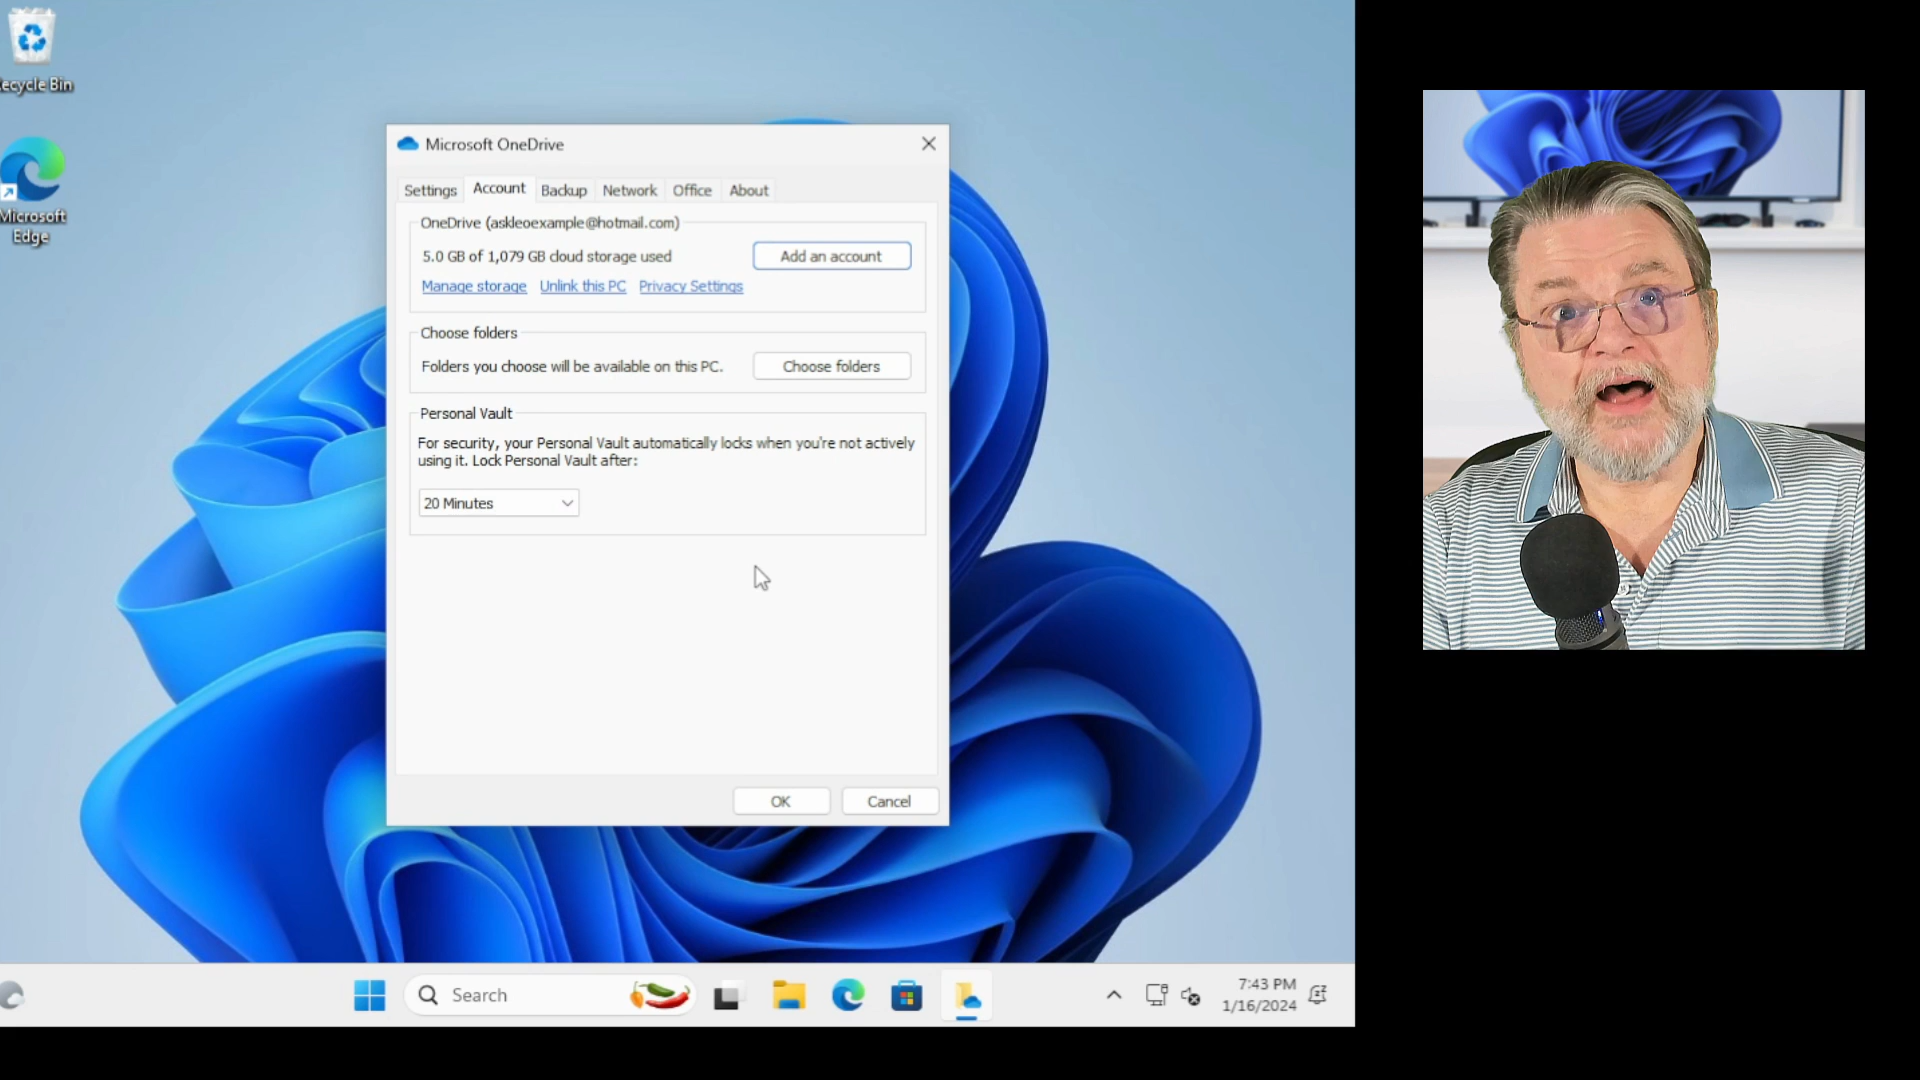 ecycle Bin
Microsoft
Edge
Microsoft OneDrive
Settings Account Backup Network Office About
OneDrive (askleoexample@hotmail.com)
5.0 GB of 1,079 GB cloud storage used
Add an account
Manage storage Unlink this PC Privacy Settings
Choose folders
Folders you choose will be available on this PC.
Choose folders
Personal Vault
For security, your Personal Vault automatically locks when you're not actively
using it. Lock Personal Vault after:
20 Minutes
OK Cancel
Search
7:43 PM
1/16/2024